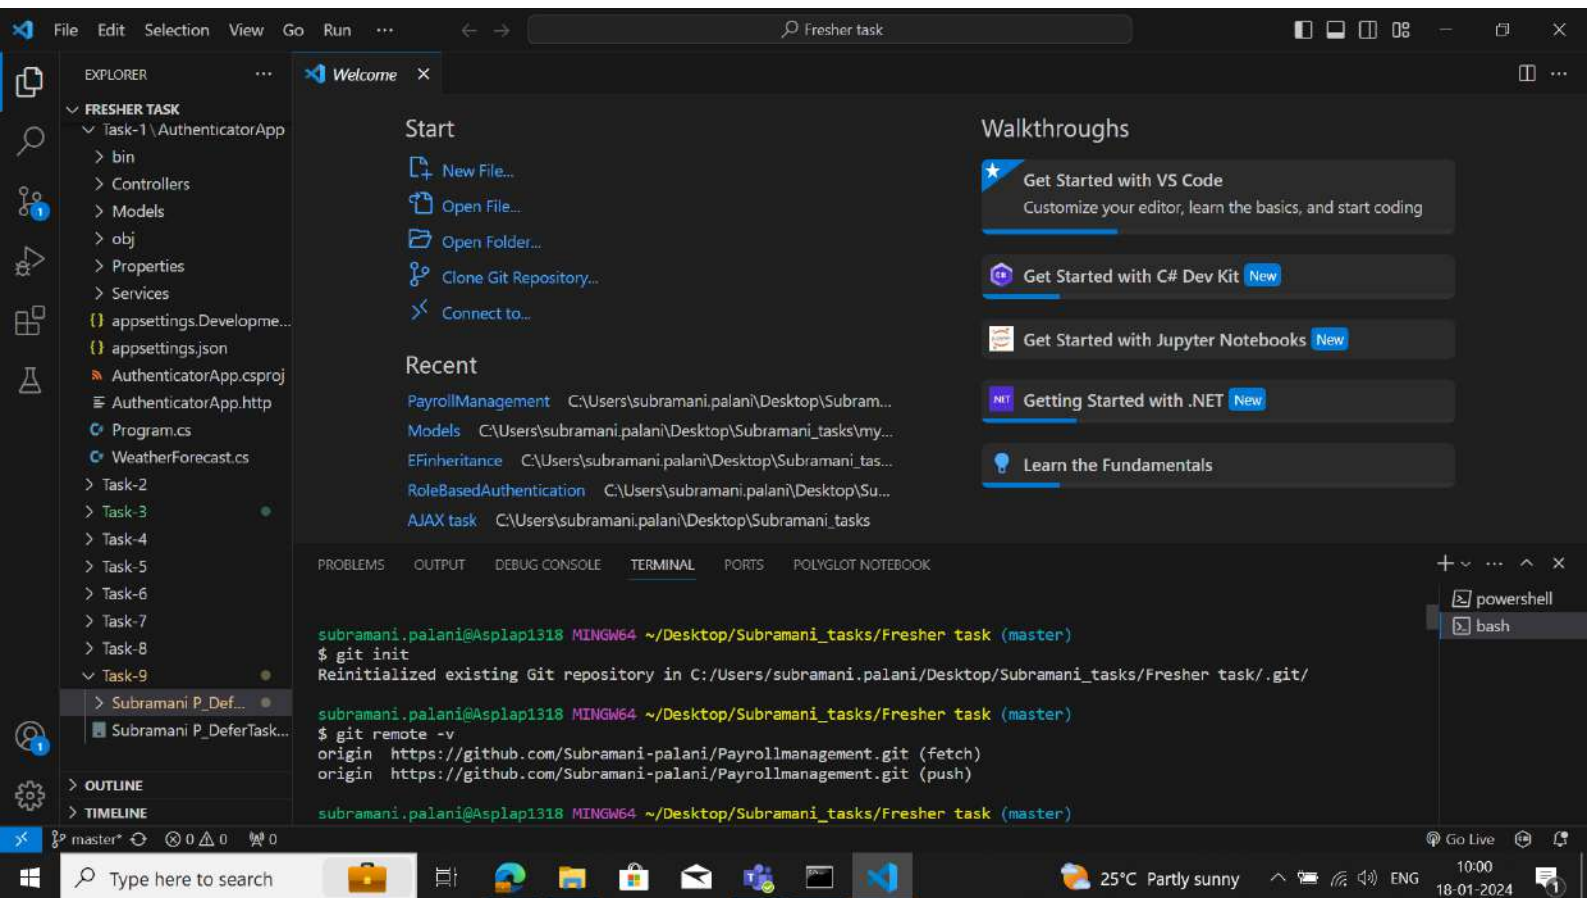 File Edit Selection View Go Run ···
Fresher task
EXPLORER ···
Welcome
FRESHER TASK
Task-1\AuthenticatorApp
bin
Controllers
Models
obj
Properties
Services
{} appsettings.Developme...
{} appsettings.json
AuthenticatorApp.csproj
AuthenticatorApp.http
C# Program.cs
C# WeatherForecast.cs
Task-2
Task-3
Task-4
Task-5
Task-6
Task-7
Task-8
Task-9
Subramani P_Def...
Subramani P_DeferTask...
OUTLINE
TIMELINE
Start
New File...
Open File...
Open Folder...
Clone Git Repository...
Connect to...
Recent
PayrollManagement C:\Users\subramani.palani\Desktop\Subram...
Models C:\Users\subramani.palani\Desktop\Subramani_tasks\my...
EFinheritance C:\Users\subramani.palani\Desktop\Subramani_tas...
RoleBasedAuthentication C:\Users\subramani.palani\Desktop\Su...
AJAX task C:\Users\subramani.palani\Desktop\Subramani_tasks
Walkthroughs
Get Started with VS Code
Customize your editor, learn the basics, and start coding
Get Started with C# Dev Kit New
Get Started with Jupyter Notebooks New
NET Getting Started with .NET New
Learn the Fundamentals
PROBLEMS OUTPUT DEBUG CONSOLE TERMINAL PORTS POLYGLOT NOTEBOOK
powershell
bash
subramani.palani@Asplap1318 MINGW64 ~/Desktop/Subramani_tasks/Fresher task (master)
$ git init
Reinitialized existing Git repository in C:/Users/subramani.palani/Desktop/Subramani_tasks/Fresher task/.git/
subramani.palani@Asplap1318 MINGW64 ~/Desktop/Subramani_tasks/Fresher task (master)
$ git remote -v
origin https://github.com/Subramani-palani/Payrollmanagement.git (fetch)
origin https://github.com/Subramani-palani/Payrollmanagement.git (push)
subramani.palani@Asplap1318 MINGW64 ~/Desktop/Subramani_tasks/Fresher task (master)
1
1
master* 0 0 0
Go Live
Type here to search
25°C Partly sunny
ENG
10:00
18-01-2024
1